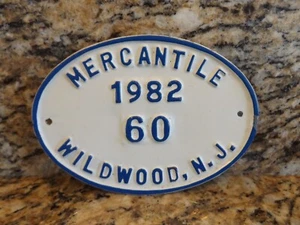 MERCANTILE
1982
60
WILDWOOD, N.J.